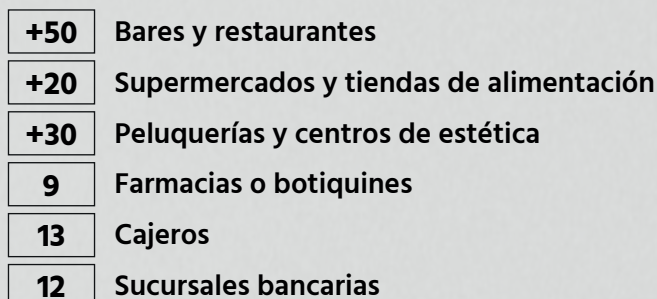 +50 Bares y restaurantes
+20 Supermercados y tiendas de alimentación
+30 Peluquerías y centros de estética
9 Farmacias o botiquines
13 Cajeros
12 Sucursales bancarias